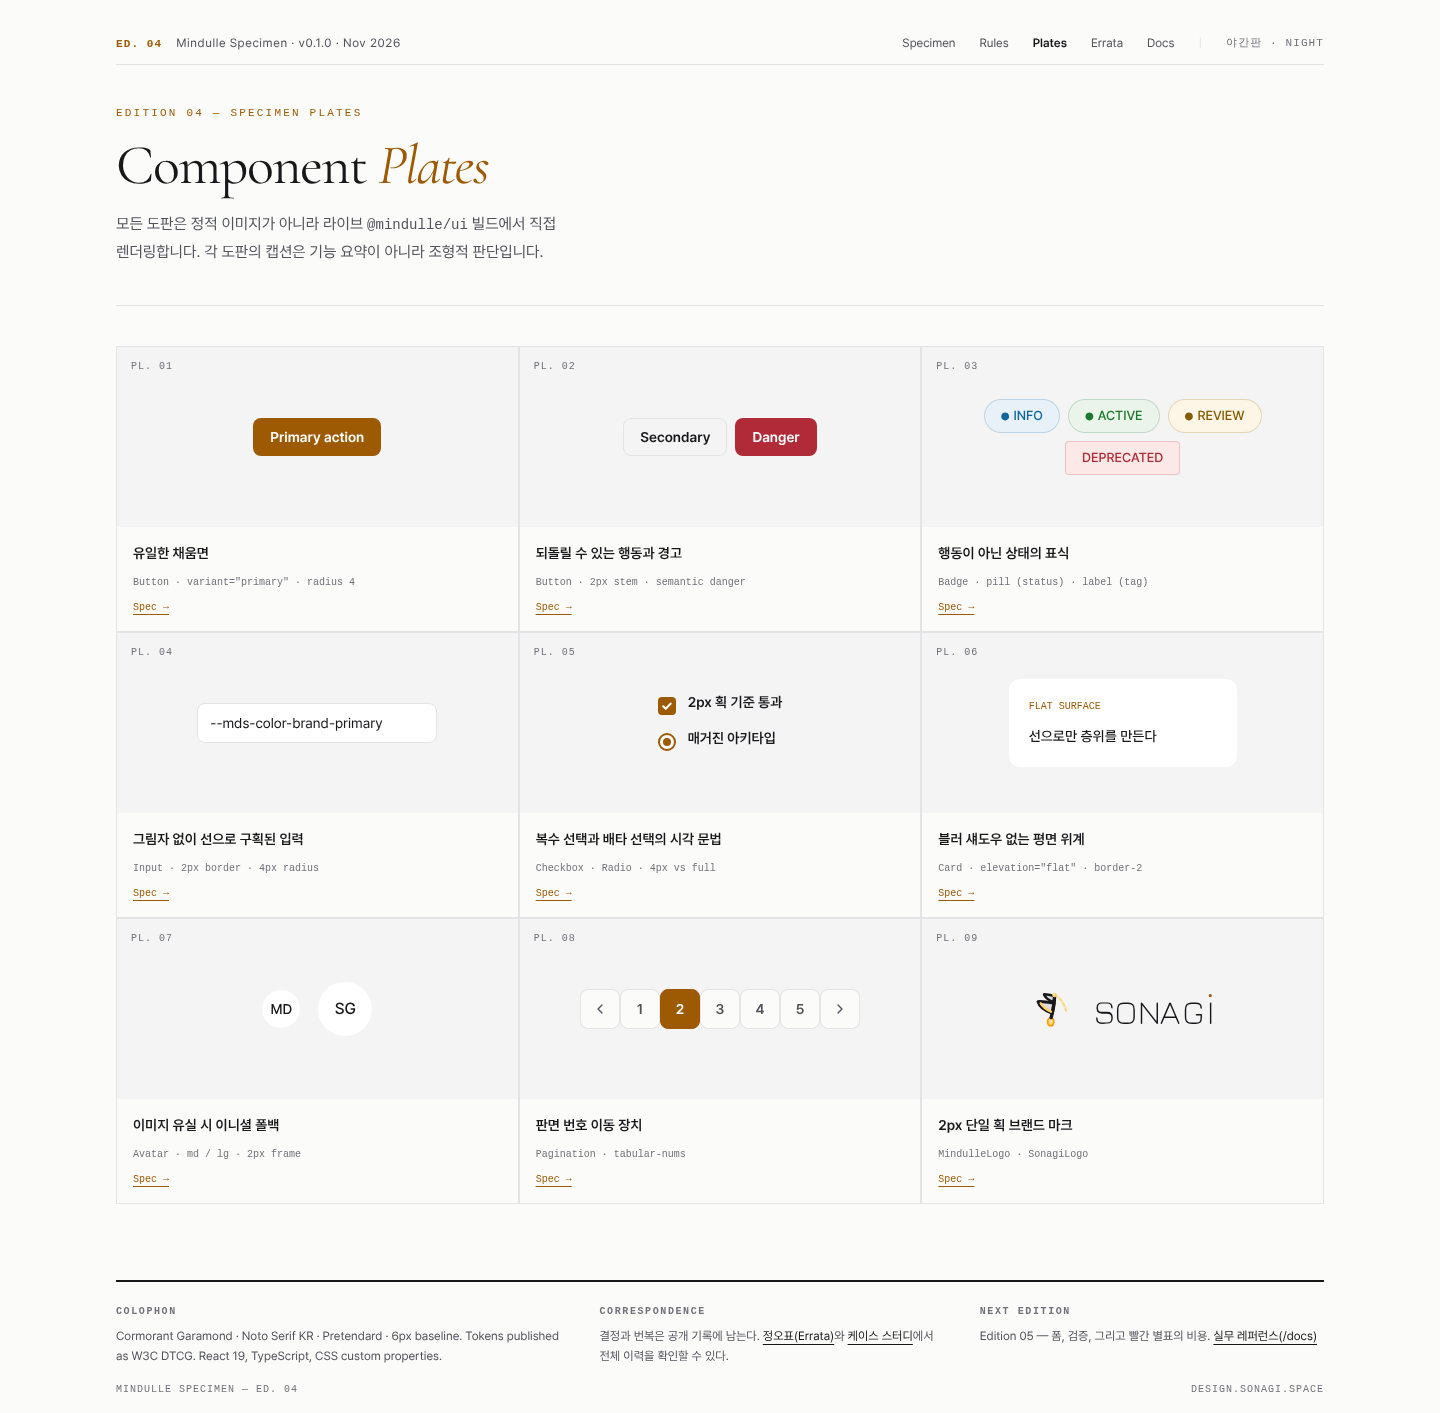 ED. 04 Mindulle Specimen · v0.1.0 · Nov 2026
Specimen Rules Plates Errata Docs 야간판 · NIGHT
EDITION 04 — SPECIMEN PLATES
Component Plates
모든 도판은 정적 이미지가 아니라 라이브 @mindulle/ui 빌드에서 직접
렌더링합니다. 각 도판의 캡션은 기능 요약이 아니라 조형적 판단입니다.
PL. 01
Primary action
유일한 채움면
Button · variant="primary" · radius 4
Spec →
PL. 02
Secondary Danger
되돌릴 수 있는 행동과 경고
Button · 2px stem · semantic danger
Spec →
PL. 03
INFO ACTIVE REVIEW
DEPRECATED
행동이 아닌 상태의 표식
Badge · pill (status) · label (tag)
Spec →
PL. 04
--mds-color-brand-primary
그림자 없이 선으로 구획된 입력
Input · 2px border · 4px radius
Spec →
PL. 05
2px 획 기준 통과
매거진 아키타입
복수 선택과 배타 선택의 시각 문법
Checkbox · Radio · 4px vs full
Spec →
PL. 06
FLAT SURFACE
선으로만 층위를 만든다
블러 섀도우 없는 평면 위계
Card · elevation="flat" · border-2
Spec →
PL. 07
MD SG
이미지 유실 시 이니셜 폴백
Avatar · md / lg · 2px frame
Spec →
PL. 08
1 2 3 4 5
판면 번호 이동 장치
Pagination · tabular-nums
Spec →
PL. 09
SONAGi
2px 단일 획 브랜드 마크
MindulleLogo · SonagiLogo
Spec →
COLOPHON
Cormorant Garamond · Noto Serif KR · Pretendard · 6px baseline. Tokens published
as W3C DTCG. React 19, TypeScript, CSS custom properties.
CORRESPONDENCE
결정과 번복은 공개 기록에 남는다. 정오표(Errata)와 케이스 스터디에서
전체 이력을 확인할 수 있다.
NEXT EDITION
Edition 05 — 폼, 검증, 그리고 빨간 별표의 비용. 실무 레퍼런스(/docs)
MINDULLE SPECIMEN — ED. 04
DESIGN.SONAGI.SPACE